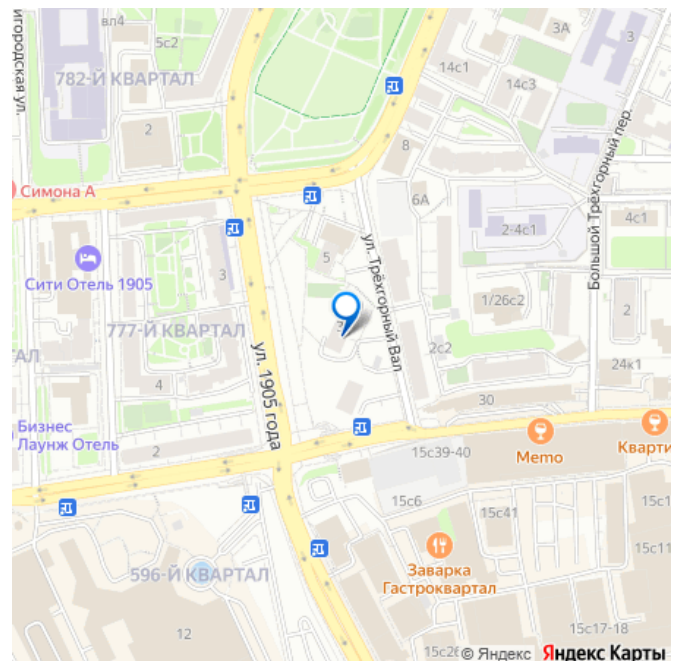 вл4
5с2
3А
3
782-Й КВАРТАЛ
14с1
14с3
2
8
Большой Трёхгорный пер.
Симона А
6А
2-4с1
4с1
ул. Трёхгорный Вал
5
3
Сити Отель 1905
777-Й КВАРТАЛ
1/26с2
2
ул. 1905 года
2с2
24к1
4
30
Бизнес
Лаунж Отель
2
15с39-40
Memo
Кварти
15с6
15с41
15с1
Заварка
Гастроквартал
15с11
596-Й КВАРТАЛ
12
15с17-18
15с26
© Яндекс Яндекс Карты